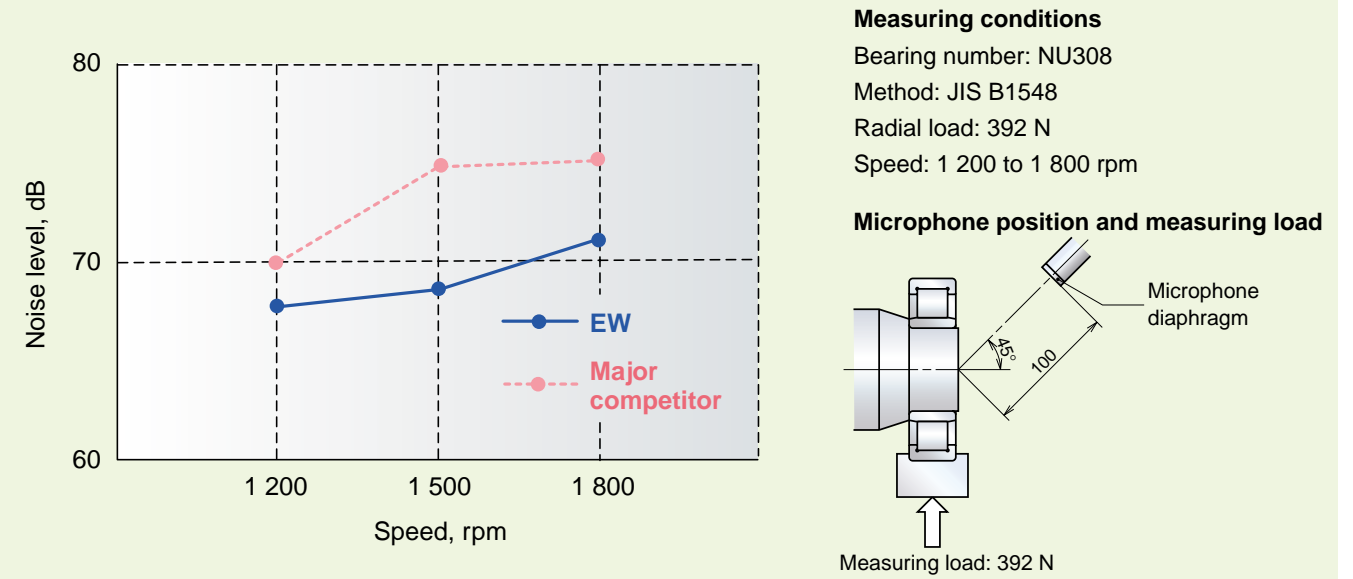 80
70
60
Noise level, dB
1 200
1 500
1 800
Speed, rpm
EW
Major
competitor
Measuring conditions
Bearing number: NU308
Method: JIS B1548
Radial load: 392 N
Speed: 1 200 to 1 800 rpm
Microphone position and measuring load
Microphone
diaphragm
45°
100
Measuring load: 392 N